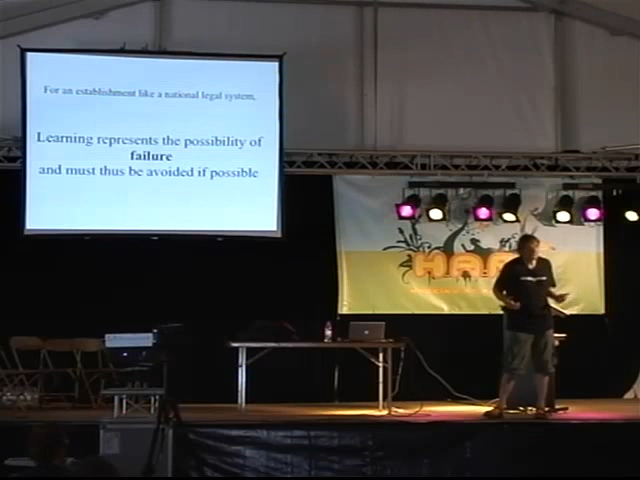 For an establishment like a national legal system,
Learning represents the possibility of
failure
and must thus be avoided if possible